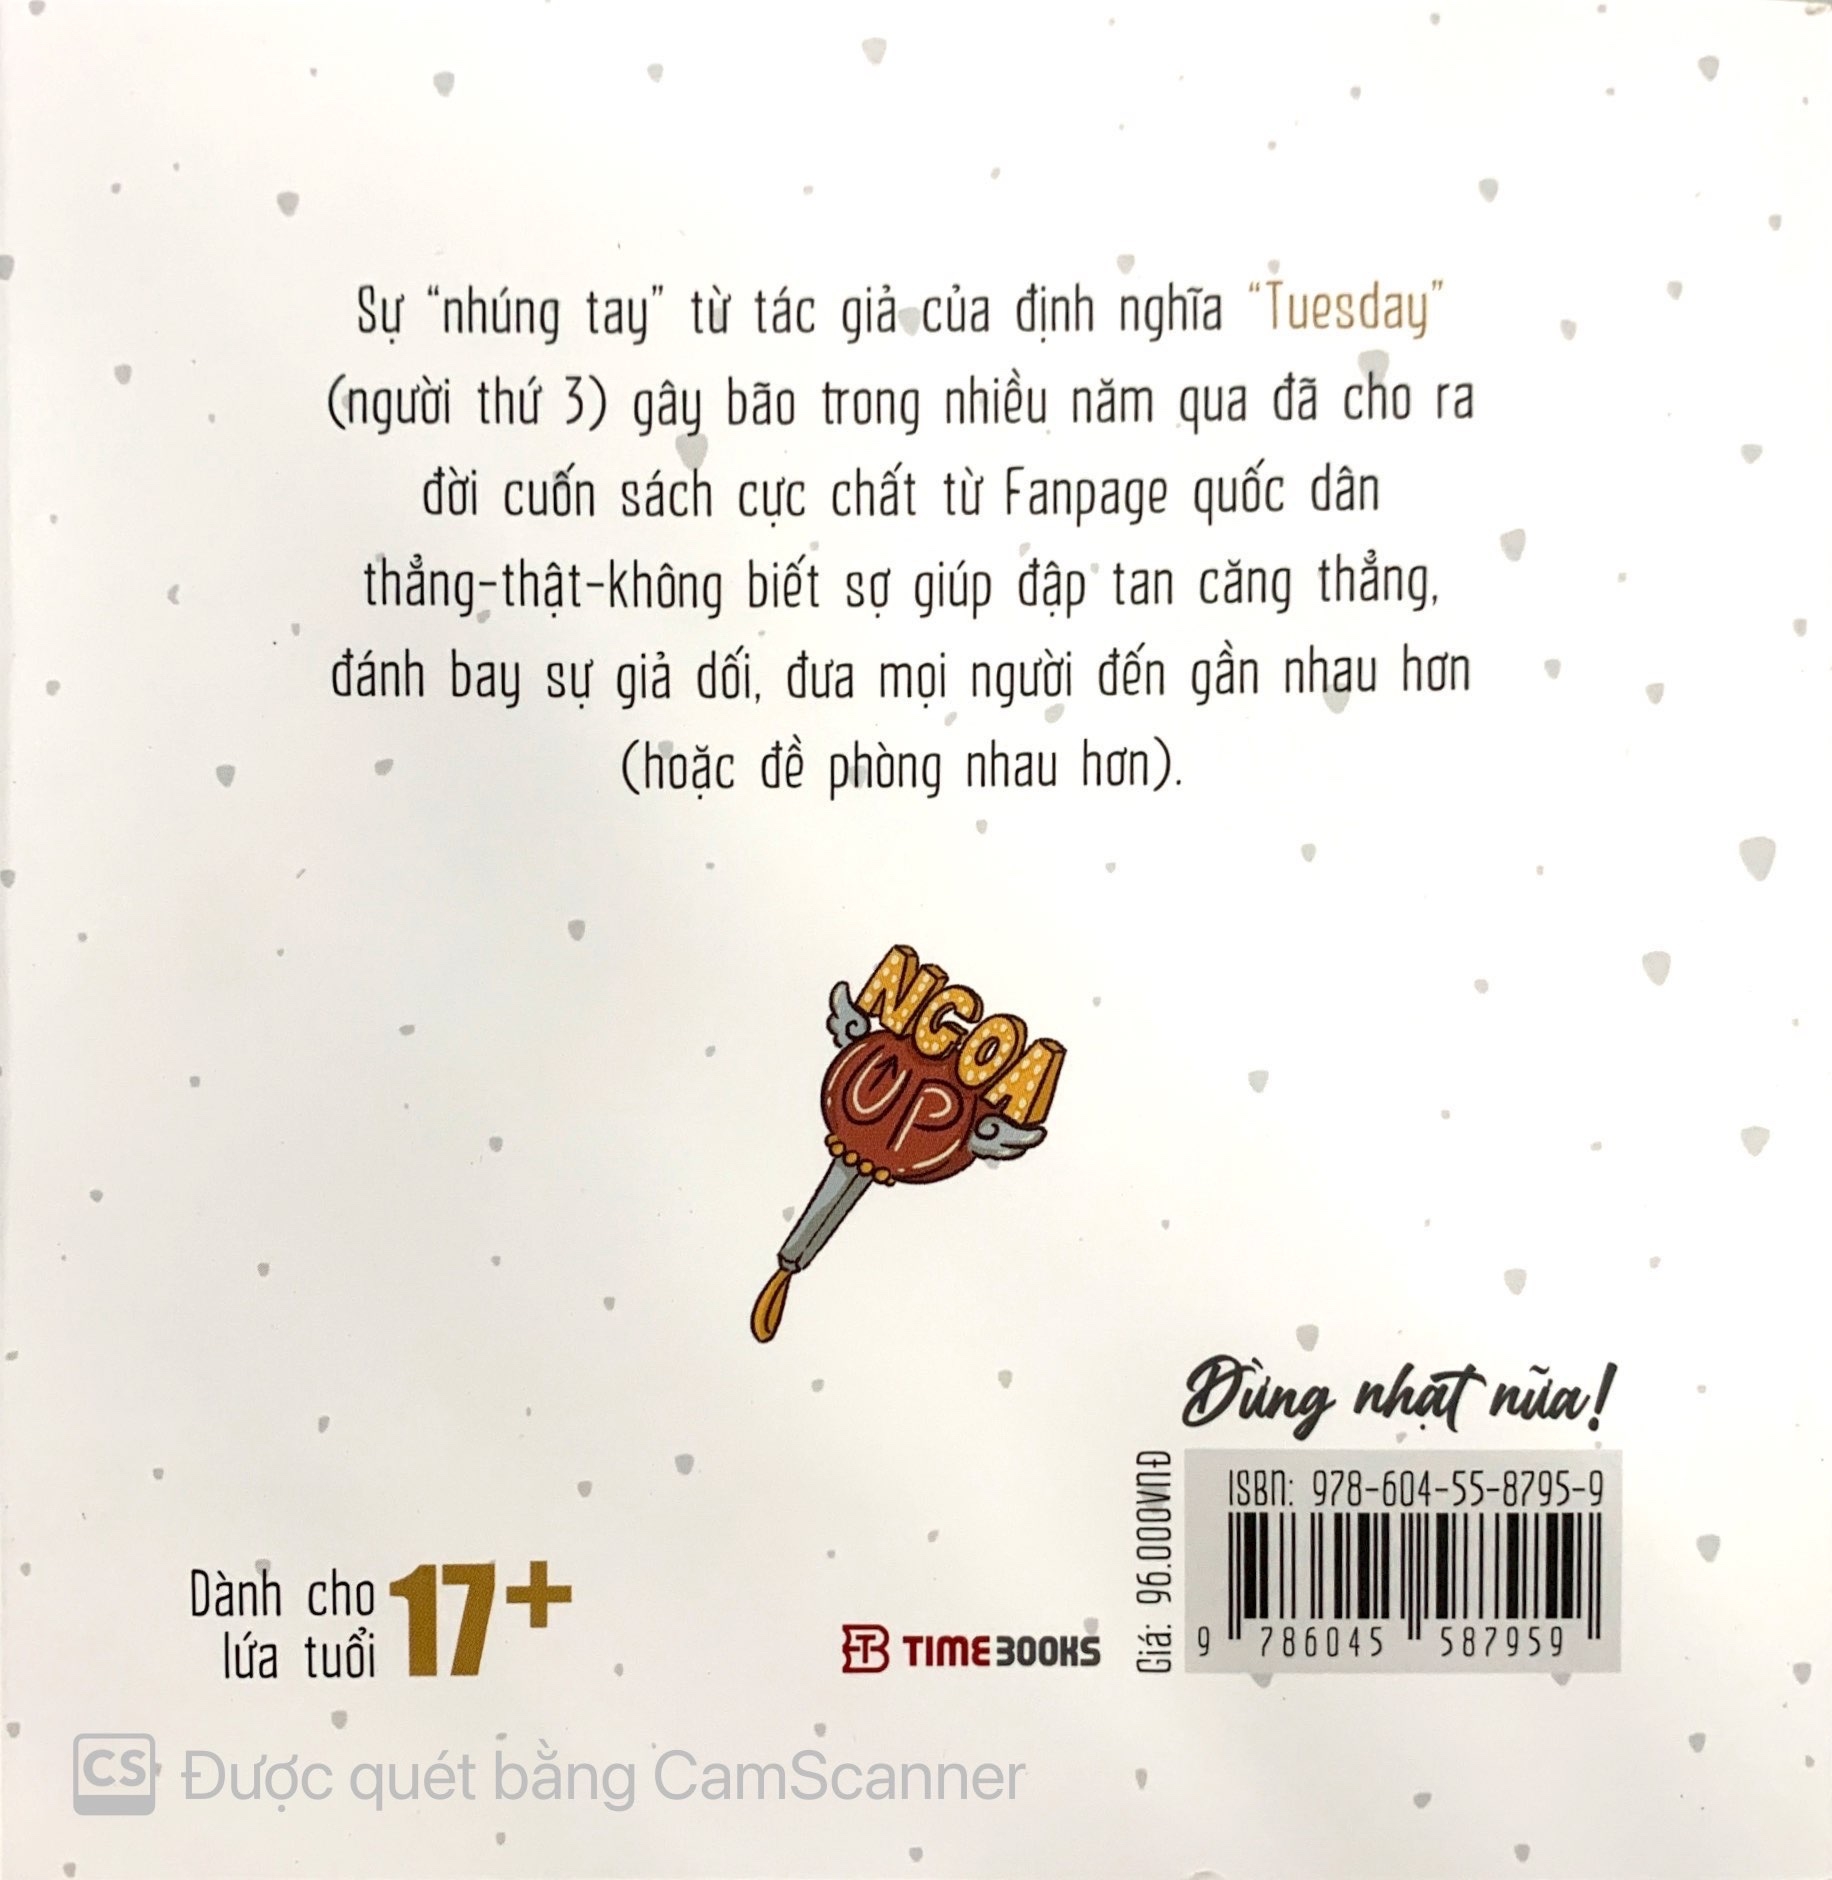 Sự “nhúng tay” từ tác giả của định nghĩa “Tuesday”
(người thứ 3) gây bão trong nhiều năm qua đã cho ra
đời cuốn sách cực chất từ Fanpage quốc dân
thẳng-thật-không biết sợ giúp đập tan căng thẳng,
đánh bay sự giả dối, đưa mọi người đến gần nhau hơn
(hoặc đề phòng nhau hơn).
NGOA
ÚP
Đừng nhạt nữa!
ISBN: 978-604-55-8795-9
Giá: 96.000VNĐ
9 786045 587959
Dành cho
lứa tuổi
17+
TB TIMEBOOKS
CS Được quét bằng CamScanner